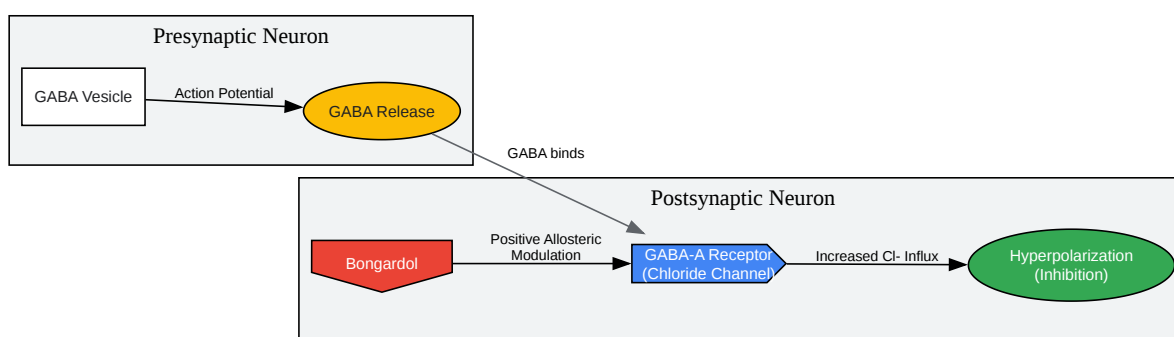 Presynaptic Neuron
GABA Vesicle
Action Potential
GABA Release
GABA binds
Postsynaptic Neuron
Bongardol
Positive Allosteric
Modulation
GABA-A Receptor
(Chloride Channel)
Increased Cl- Influx
Hyperpolarization
(Inhibition)